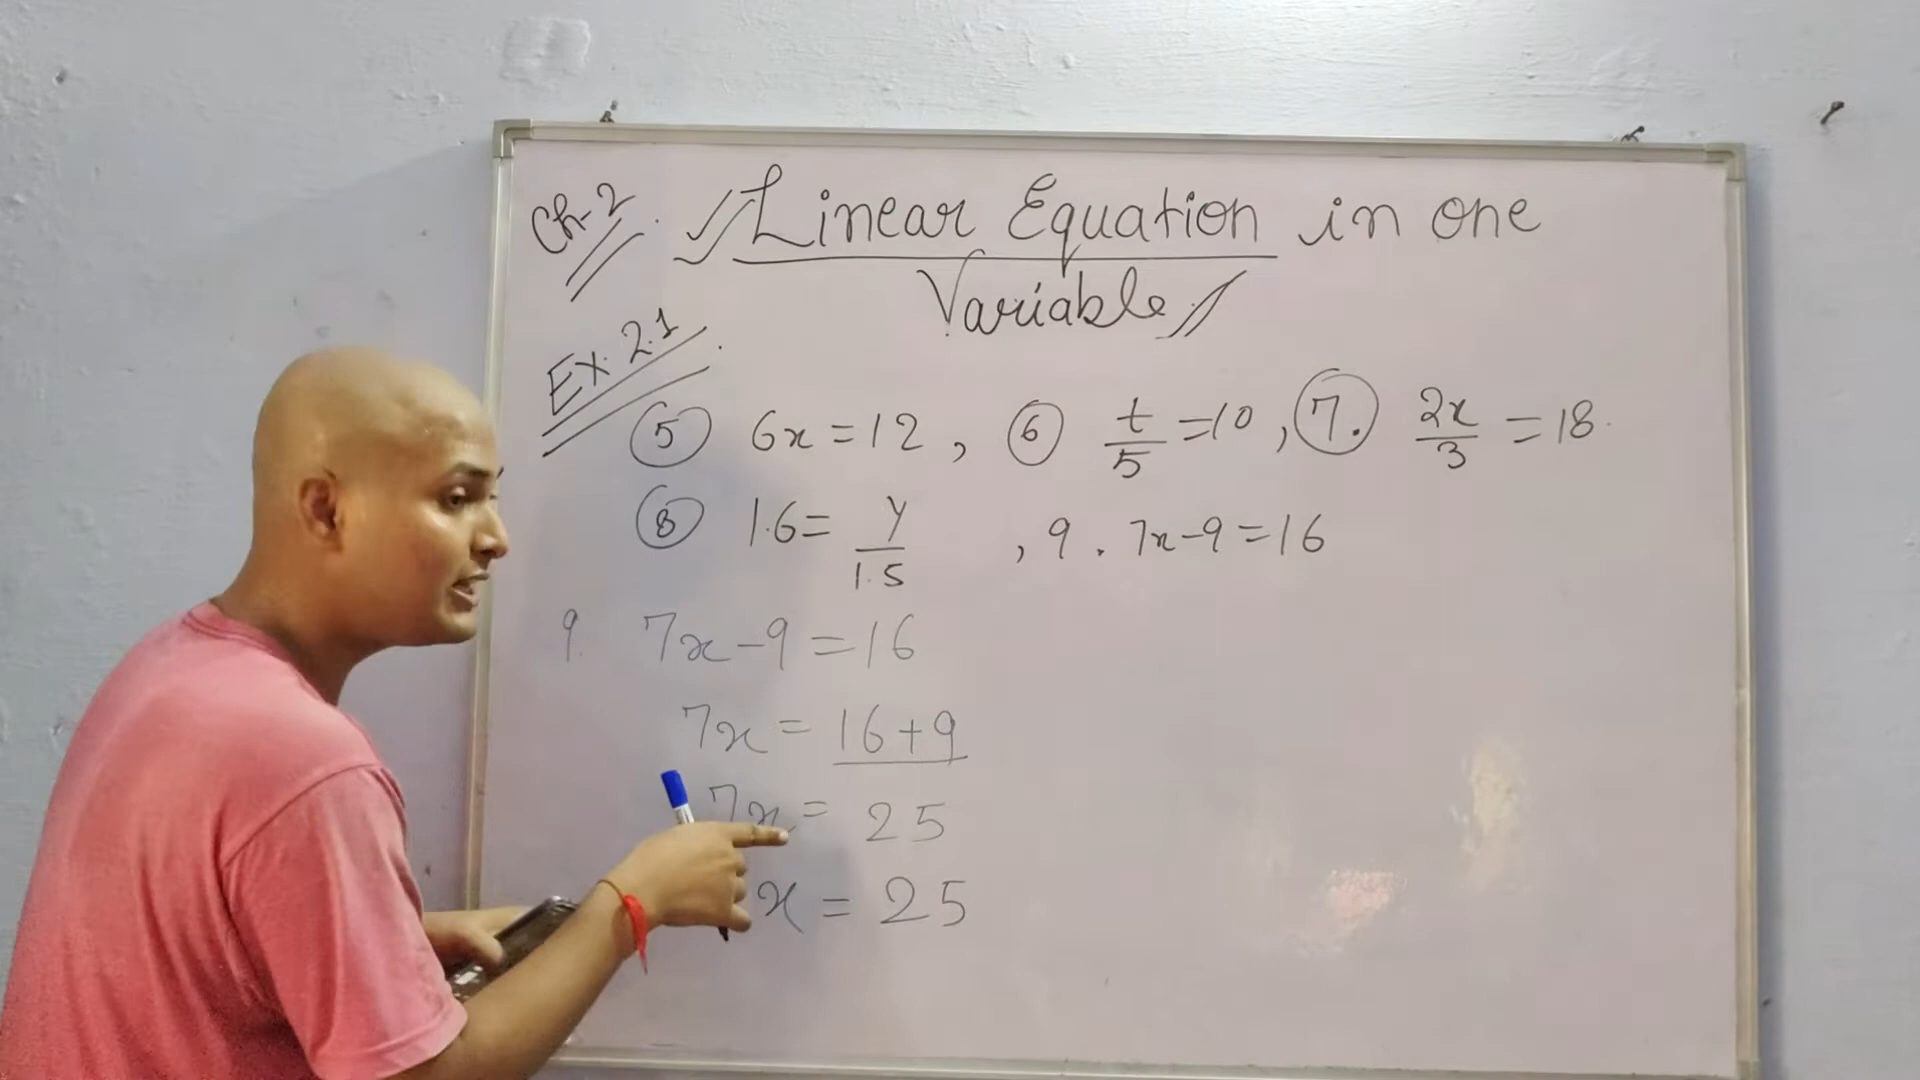 Ch-2 Linear Equation in one
Variable
Ex. 2.1
5 6x = 12 , 6 t/5 = 10 , 7. 2x/3 = 18
8 1.6 = y/1.5 , 9. 7x-9=16
9. 7x-9=16
7x = 16+9
7x = 25
x = 25